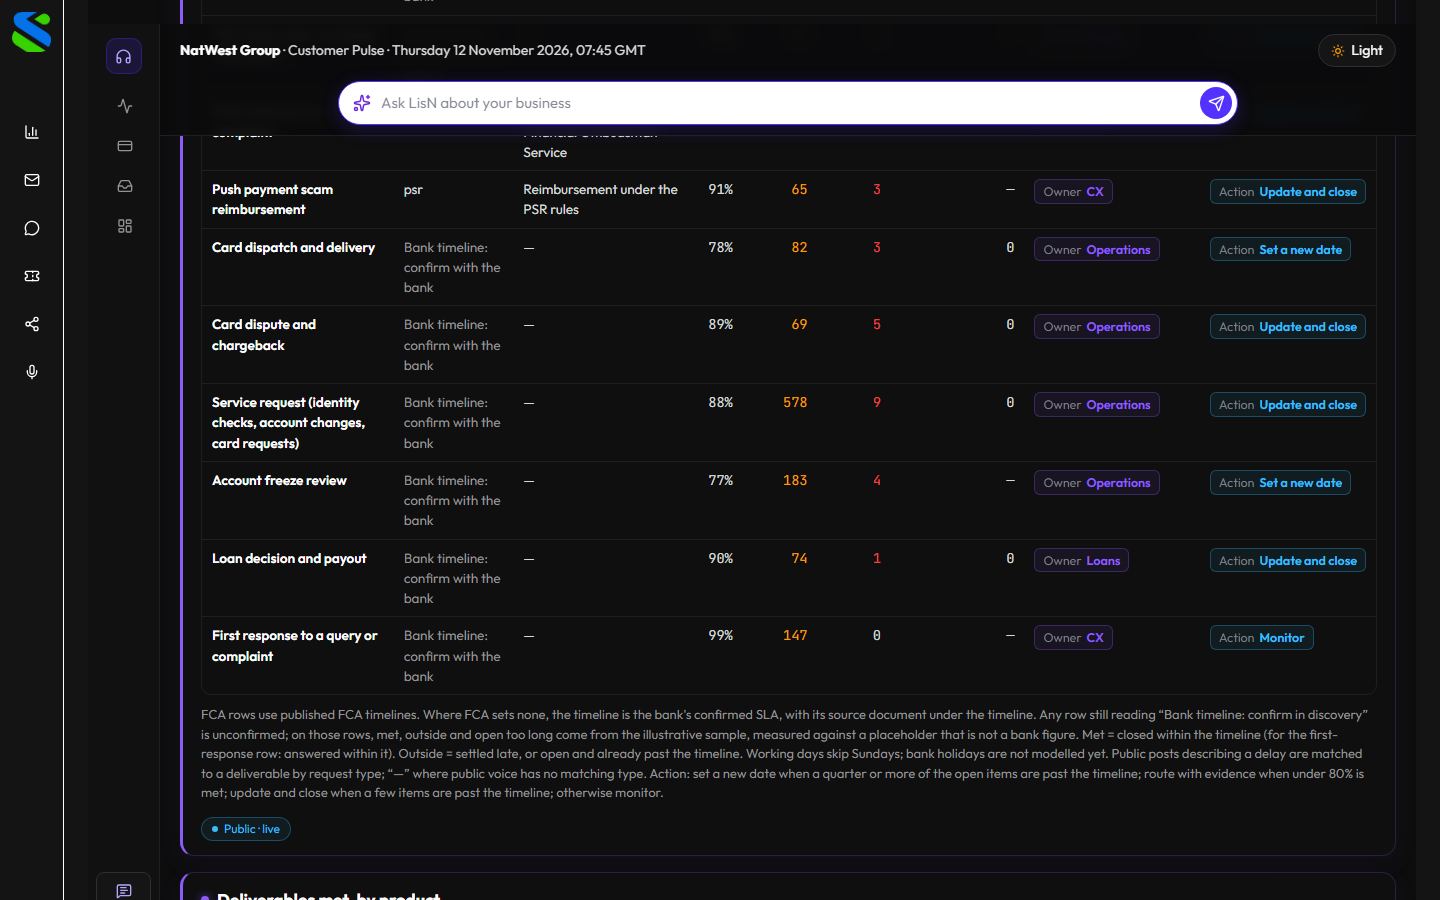 NatWest Group · Customer Pulse · Thursday 12 November 2026, 07:45 GMT
Light
Ask LisN about your business
Service
Push payment scam reimbursement
psr
Reimbursement under the PSR rules
91%
65
3
—
Owner CX
Action Update and close
Card dispatch and delivery
Bank timeline: confirm with the bank
—
78%
82
3
0
Owner Operations
Action Set a new date
Card dispute and chargeback
Bank timeline: confirm with the bank
—
89%
69
5
0
Owner Operations
Action Update and close
Service request (identity checks, account changes, card requests)
Bank timeline: confirm with the bank
—
88%
578
9
0
Owner Operations
Action Update and close
Account freeze review
Bank timeline: confirm with the bank
—
77%
183
4
—
Owner Operations
Action Set a new date
Loan decision and payout
Bank timeline: confirm with the bank
—
90%
74
1
0
Owner Loans
Action Update and close
First response to a query or complaint
Bank timeline: confirm with the bank
—
99%
147
0
—
Owner CX
Action Monitor
FCA rows use published FCA timelines. Where FCA sets none, the timeline is the bank's confirmed SLA, with its source document under the timeline. Any row still reading “Bank timeline: confirm in discovery”
is unconfirmed; on those rows, met, outside and open too long come from the illustrative sample, measured against a placeholder that is not a bank figure. Met = closed within the timeline (for the first-
response row: answered within it). Outside = settled late, or open and already past the timeline. Working days skip Sundays; bank holidays are not modelled yet. Public posts describing a delay are matched
to a deliverable by request type; “—” where public voice has no matching type. Action: set a new date when a quarter or more of the open items are past the timeline; route with evidence when under 80% is
met; update and close when a few items are past the timeline; otherwise monitor.
Public · live
Deliverables met, by product